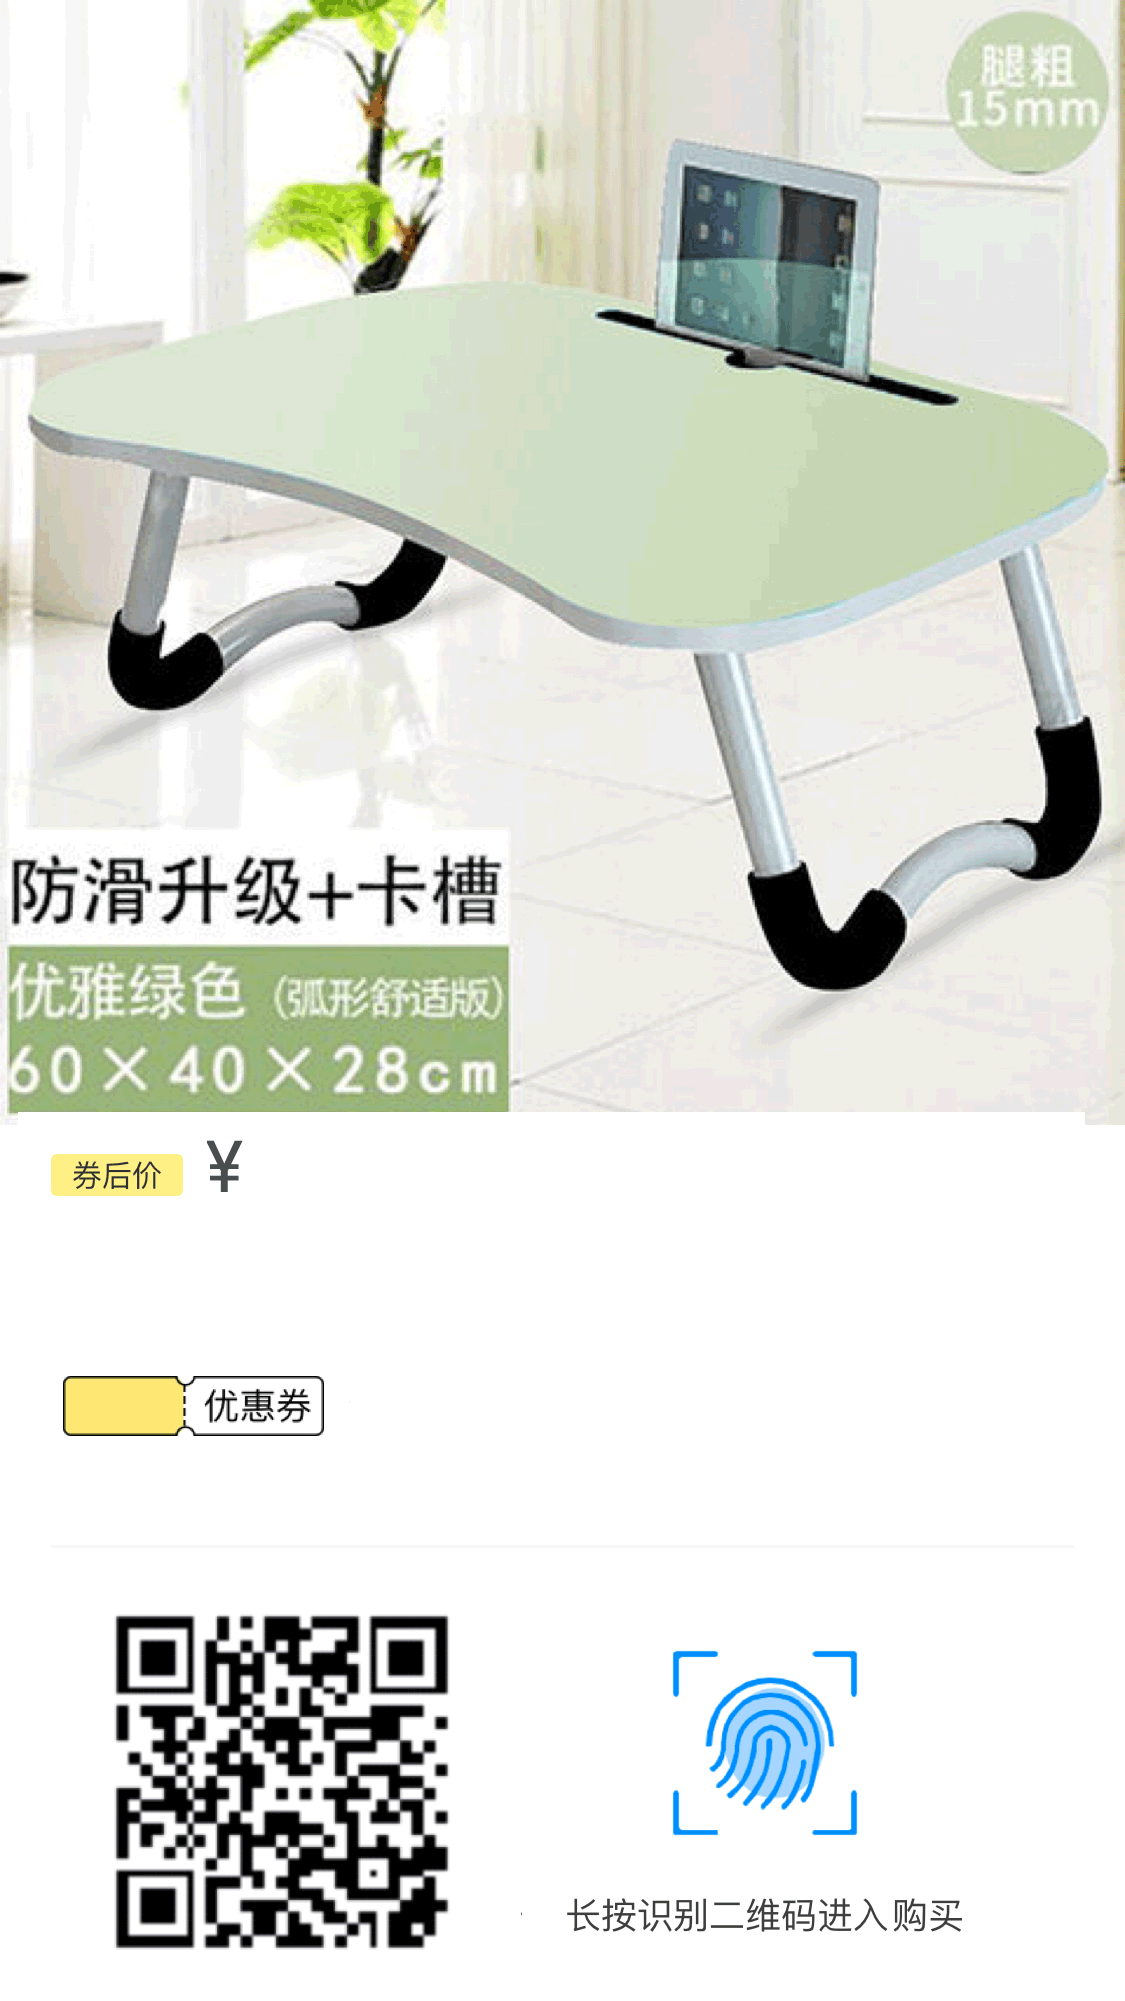 腿粗
15mm
防滑升级+卡槽
优雅绿色（弧形舒适版）
60×40×28cm
券后价 ¥
优惠券
长按识别二维码进入购买